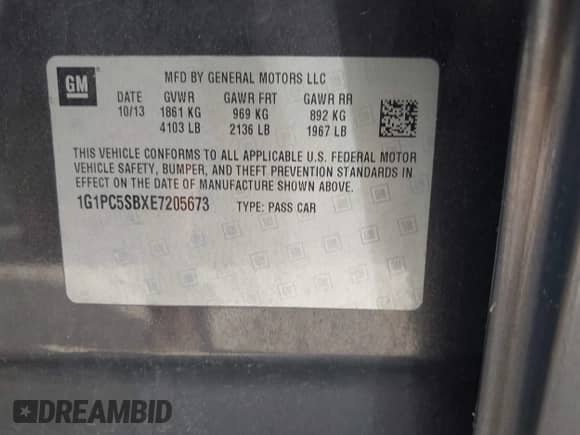 GM
MFD BY GENERAL MOTORS LLC
DATE GVWR GAWR FRT GAWR RR
10/13 1861 KG 969 KG 892 KG
4103 LB 2136 LB 1967 LB
THIS VEHICLE CONFORMS TO ALL APPLICABLE U.S. FEDERAL MOTOR
VEHICLE SAFETY, BUMPER, AND THEFT PREVENTION STANDARDS IN
EFFECT ON THE DATE OF MANUFACTURE SHOWN ABOVE.
1G1PC5SBXE7205673 TYPE: PASS CAR
DREAMBID